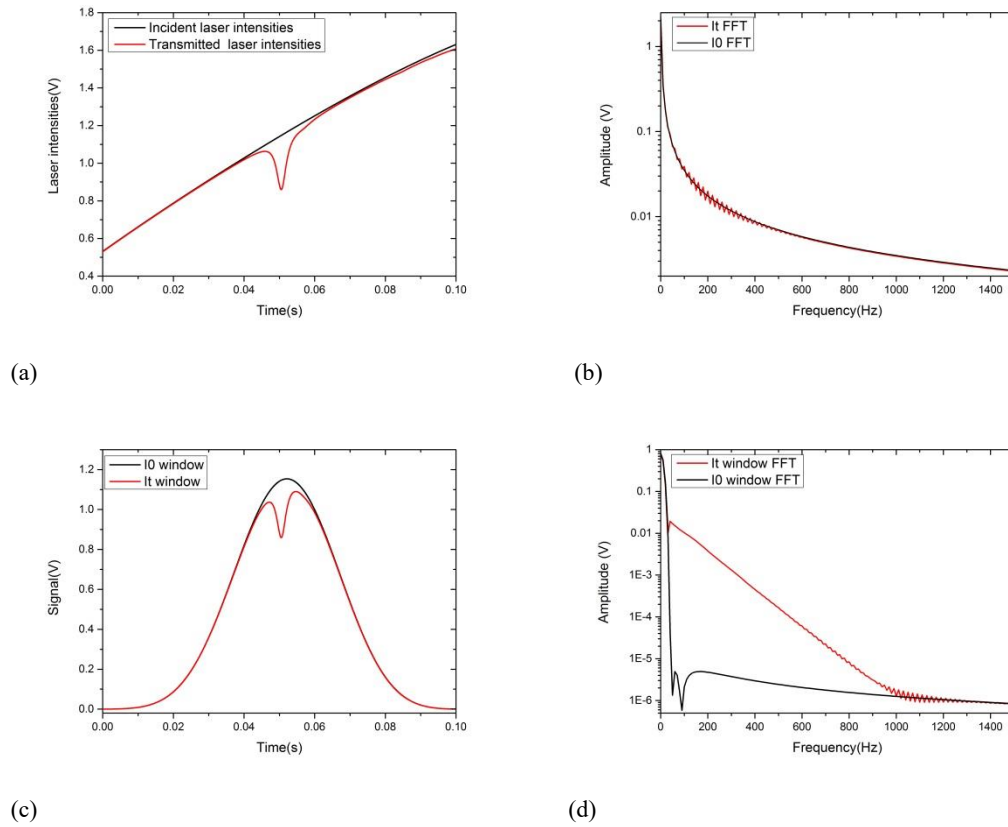 Incident laser intensities
Transmitted laser intensities
1.8
1.6
1.4
1.2
1.0
0.8
0.6
0.4
Laser intensities(V)
0.00 0.02 0.04 0.06 0.08 0.10
Time(s)
(a)
It FFT
I0 FFT
1
0.1
0.01
Amplitude (V)
0 200 400 600 800 1000 1200 1400
Frequency(Hz)
(b)
I0 window
It window
1.2
1.0
0.8
0.6
0.4
0.2
0.0
Signal(V)
0.00 0.02 0.04 0.06 0.08 0.10
Time(s)
(c)
It window FFT
I0 window FFT
1
0.1
0.01
1E-3
1E-4
1E-5
1E-6
Amplitude (V)
0 200 400 600 800 1000 1200 1400
Frequency(Hz)
(d)